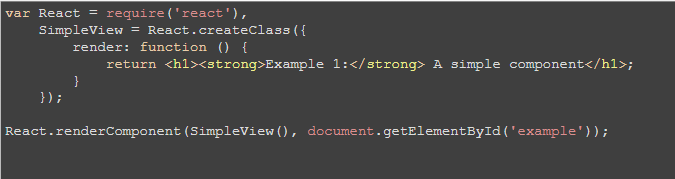 var React = require('react'),
    SimpleView = React.createClass({
        render: function () {
            return <h1><strong>Example 1:</strong> A simple component</h1>;
        }
    });

React.renderComponent(SimpleView(), document.getElementById('example'));